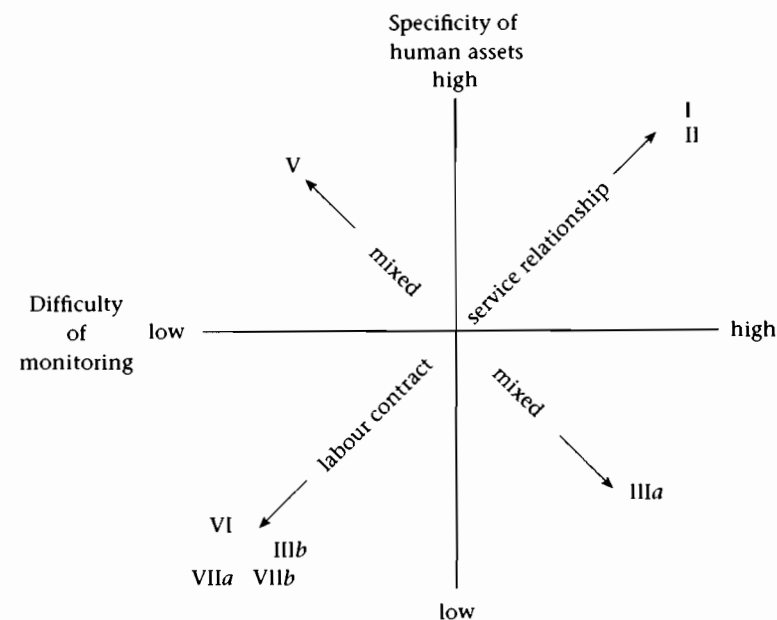 Specificity of
human assets
high
I
II
V
service relationship
mixed
Difficulty
of
monitoring
low
high
mixed
labour contract
IIIa
VI
IIIb
VIIa VIIb
low